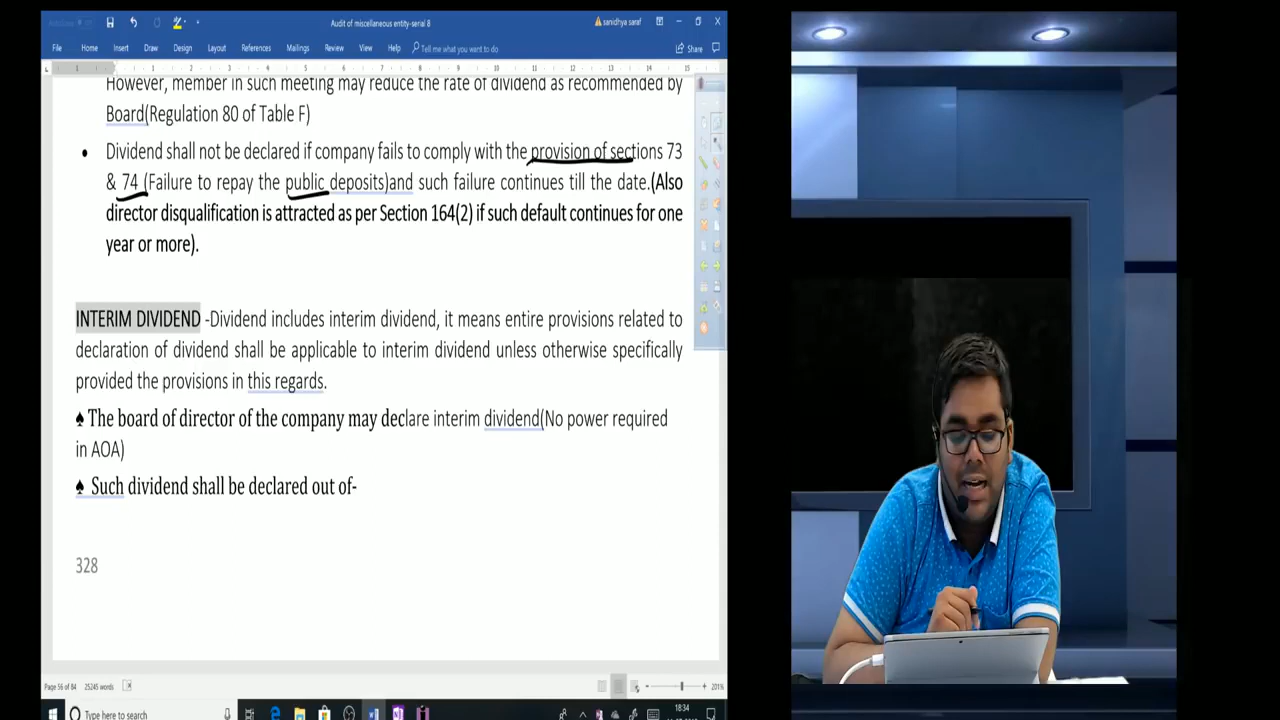 Audit of miscellaneous entity-serial 8
sanidhya saraf
File Home Insert Draw Design Layout References Mailings Review View Help Tell me what you want to do Share
However, member in such meeting may reduce the rate of dividend as recommended by
Board(Regulation 80 of Table F)
• Dividend shall not be declared if company fails to comply with the provision of sections 73
& 74 (Failure to repay the public deposits)and such failure continues till the date.(Also
director disqualification is attracted as per Section 164(2) if such default continues for one
year or more).
INTERIM DIVIDEND -Dividend includes interim dividend, it means entire provisions related to
declaration of dividend shall be applicable to interim dividend unless otherwise specifically
provided the provisions in this regards.
♠ The board of director of the company may declare interim dividend(No power required
in AOA)
♠ Such dividend shall be declared out of-
328
Page 56 of 84 25245 words
201%
Type here to search
18:34